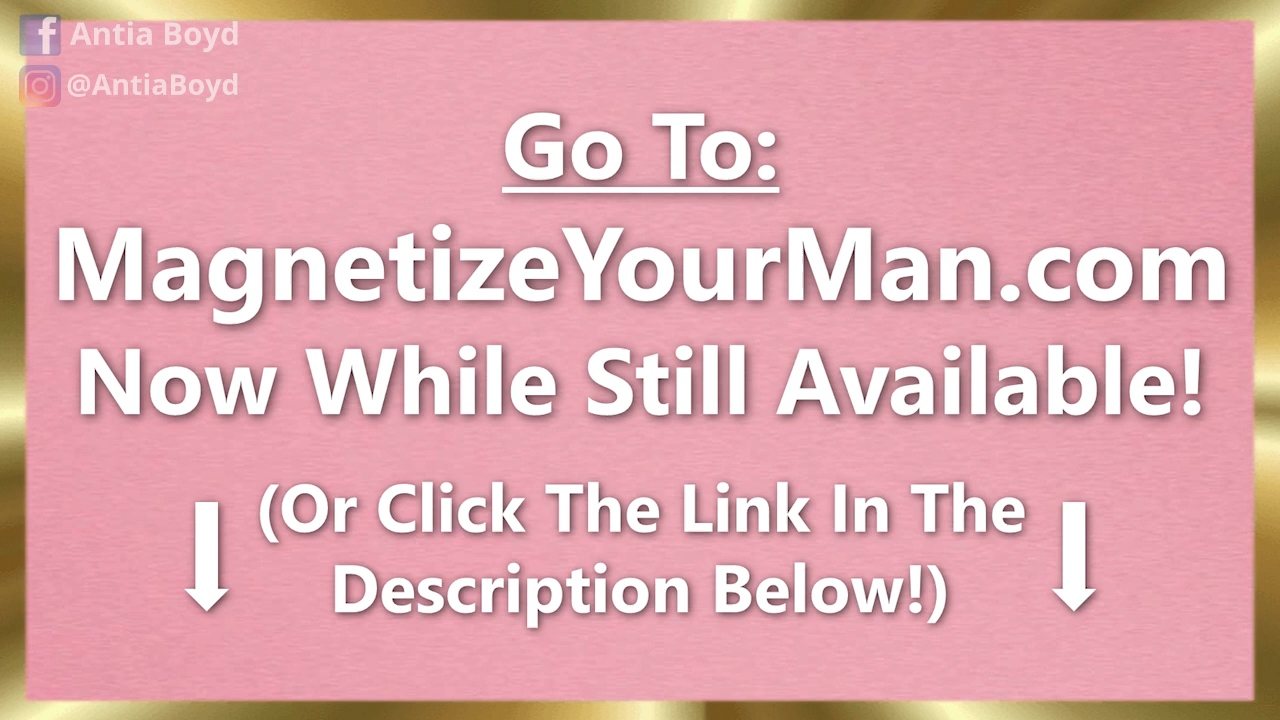 Antia Boyd
@AntiaBoyd
Go To:
MagnetizeYourMan.com
Now While Still Available!
(Or Click The Link In The
Description Below!)